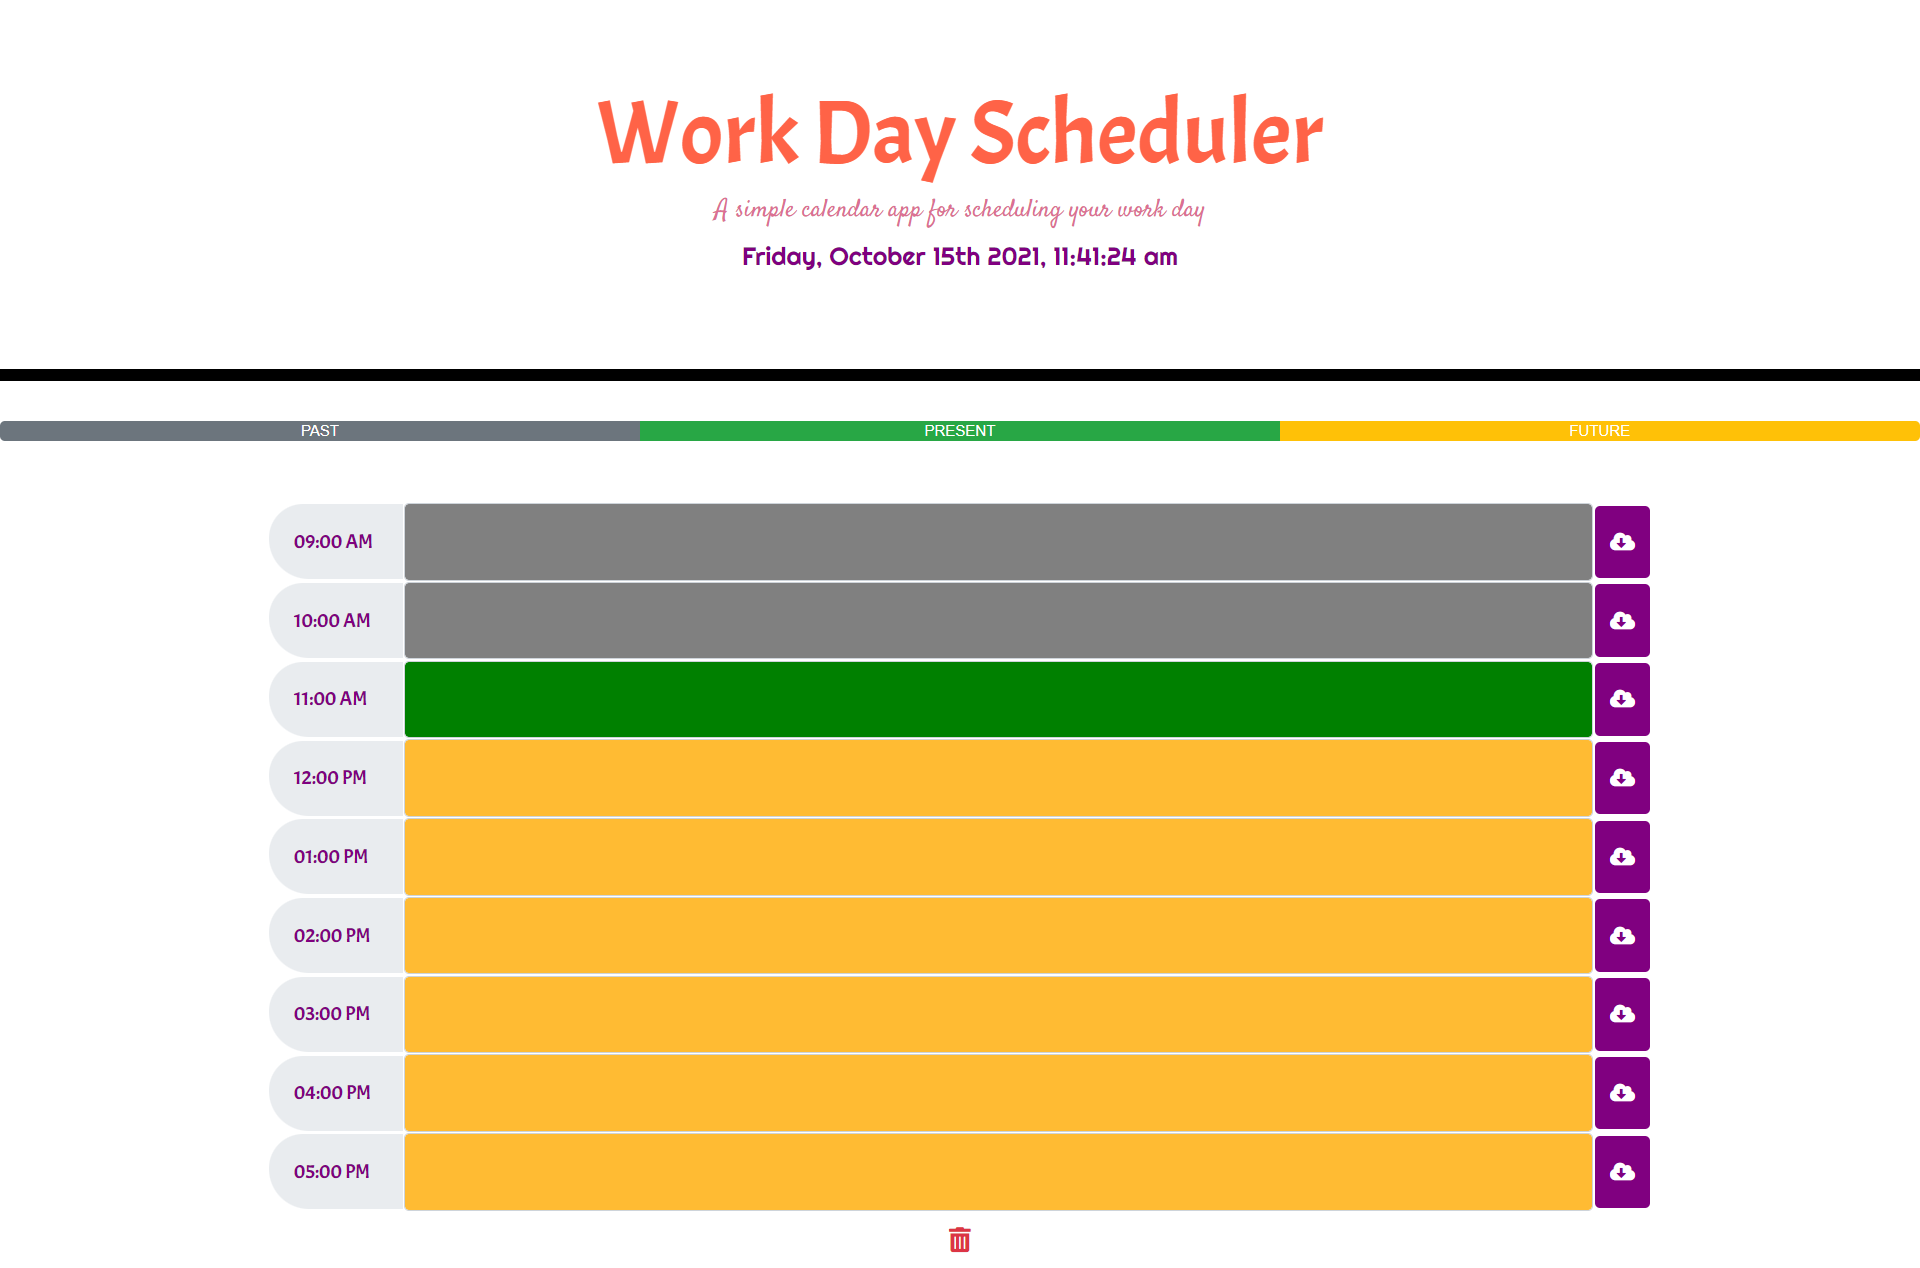 Work Day Scheduler
A simple calendar app for scheduling your work day
Friday, October 15th 2021, 11:41:24 am
PAST PRESENT FUTURE
09:00 AM
10:00 AM
11:00 AM
12:00 PM
01:00 PM
02:00 PM
03:00 PM
04:00 PM
05:00 PM